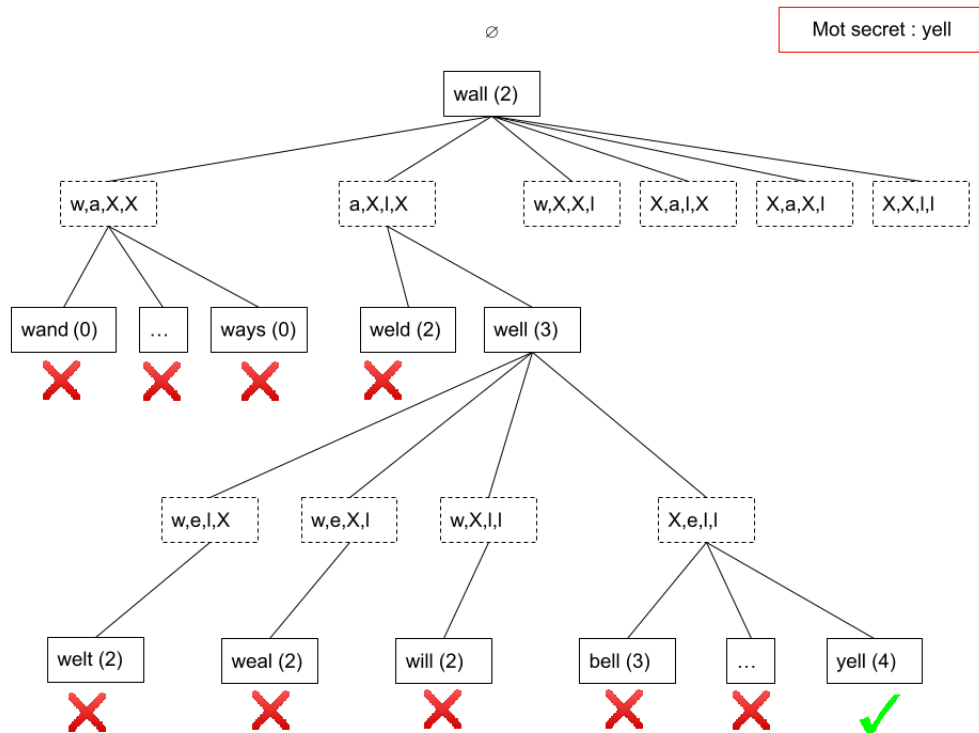 ∅
Mot secret : yell
wall (2)
w,a,X,X
a,X,l,X
w,X,X,l
X,a,l,X
X,a,X,l
X,X,l,l
wand (0)
...
ways (0)
weld (2)
well (3)
w,e,l,X
w,e,X,l
w,X,l,l
X,e,l,l
welt (2)
weal (2)
will (2)
bell (3)
...
yell (4)